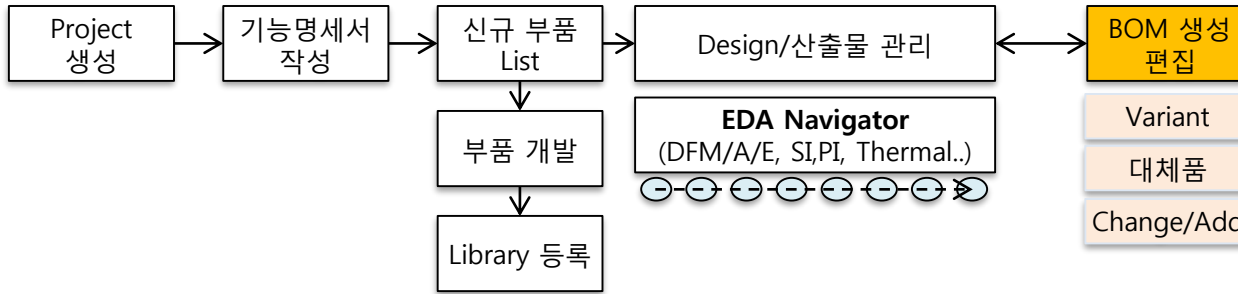 Project
생성
기능명세서
작성
신규 부품
List
Design/산출물 관리
BOM 생성
편집
부품 개발
Library 등록
EDA Navigator
(DFM/A/E, SI,PI, Thermal..)
Variant
대체품
Change/Add